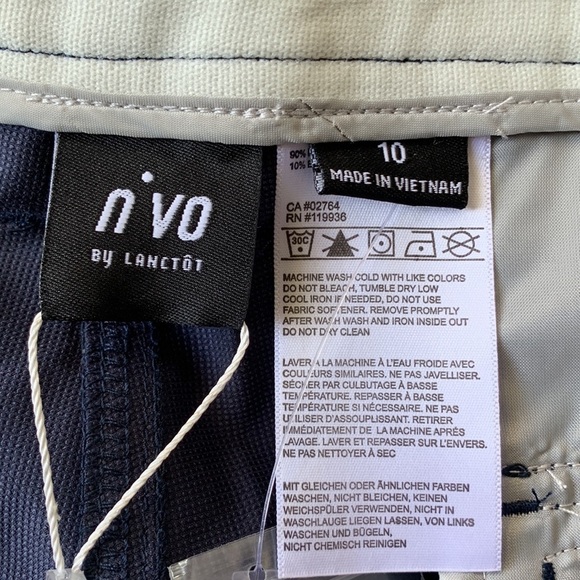 n·vo
BY LANCTÔT
90%
10%
10
MADE IN VIETNAM
CA #02764
RN #119936
30C
MACHINE WASH COLD WITH LIKE COLORS
DO NOT BLEACH, TUMBLE DRY LOW
COOL IRON IF NEEDED, DO NOT USE
FABRIC SOFTENER. REMOVE PROMPTLY
AFTER WASH WASH AND IRON INSIDE OUT
DO NOT DRY CLEAN
LAVER A LA MACHINE À L'EAU FROIDE AVEC
COULEURS SIMILAIRES. NE PAS JAVELLISER.
SÉCHER PAR CULBUTAGE À BASSE
TEMPÉRATURE. REPASSER À BASSE
TEMPÉRATURE SI NÉCESSAIRE. NE PAS
UTILISER D'ASSOUPLISSANT. RETIRER
IMMÉDIATEMENT DE LA MACHINE APRÈS
LAVAGE. LAVER ET REPASSER SUR L'ENVERS.
NE PAS NETTOYER À SEC
MIT GLEICHEN ODER ÄHNLICHEN FARBEN
WASCHEN, NICHT BLEICHEN, KEINEN
WEICHSPÜLER VERWENDEN, NICHT IN
WASCHLAUGE LIEGEN LASSEN, VON LINKS
WASCHEN UND BÜGELN,
NICHT CHEMISCH REINIGEN